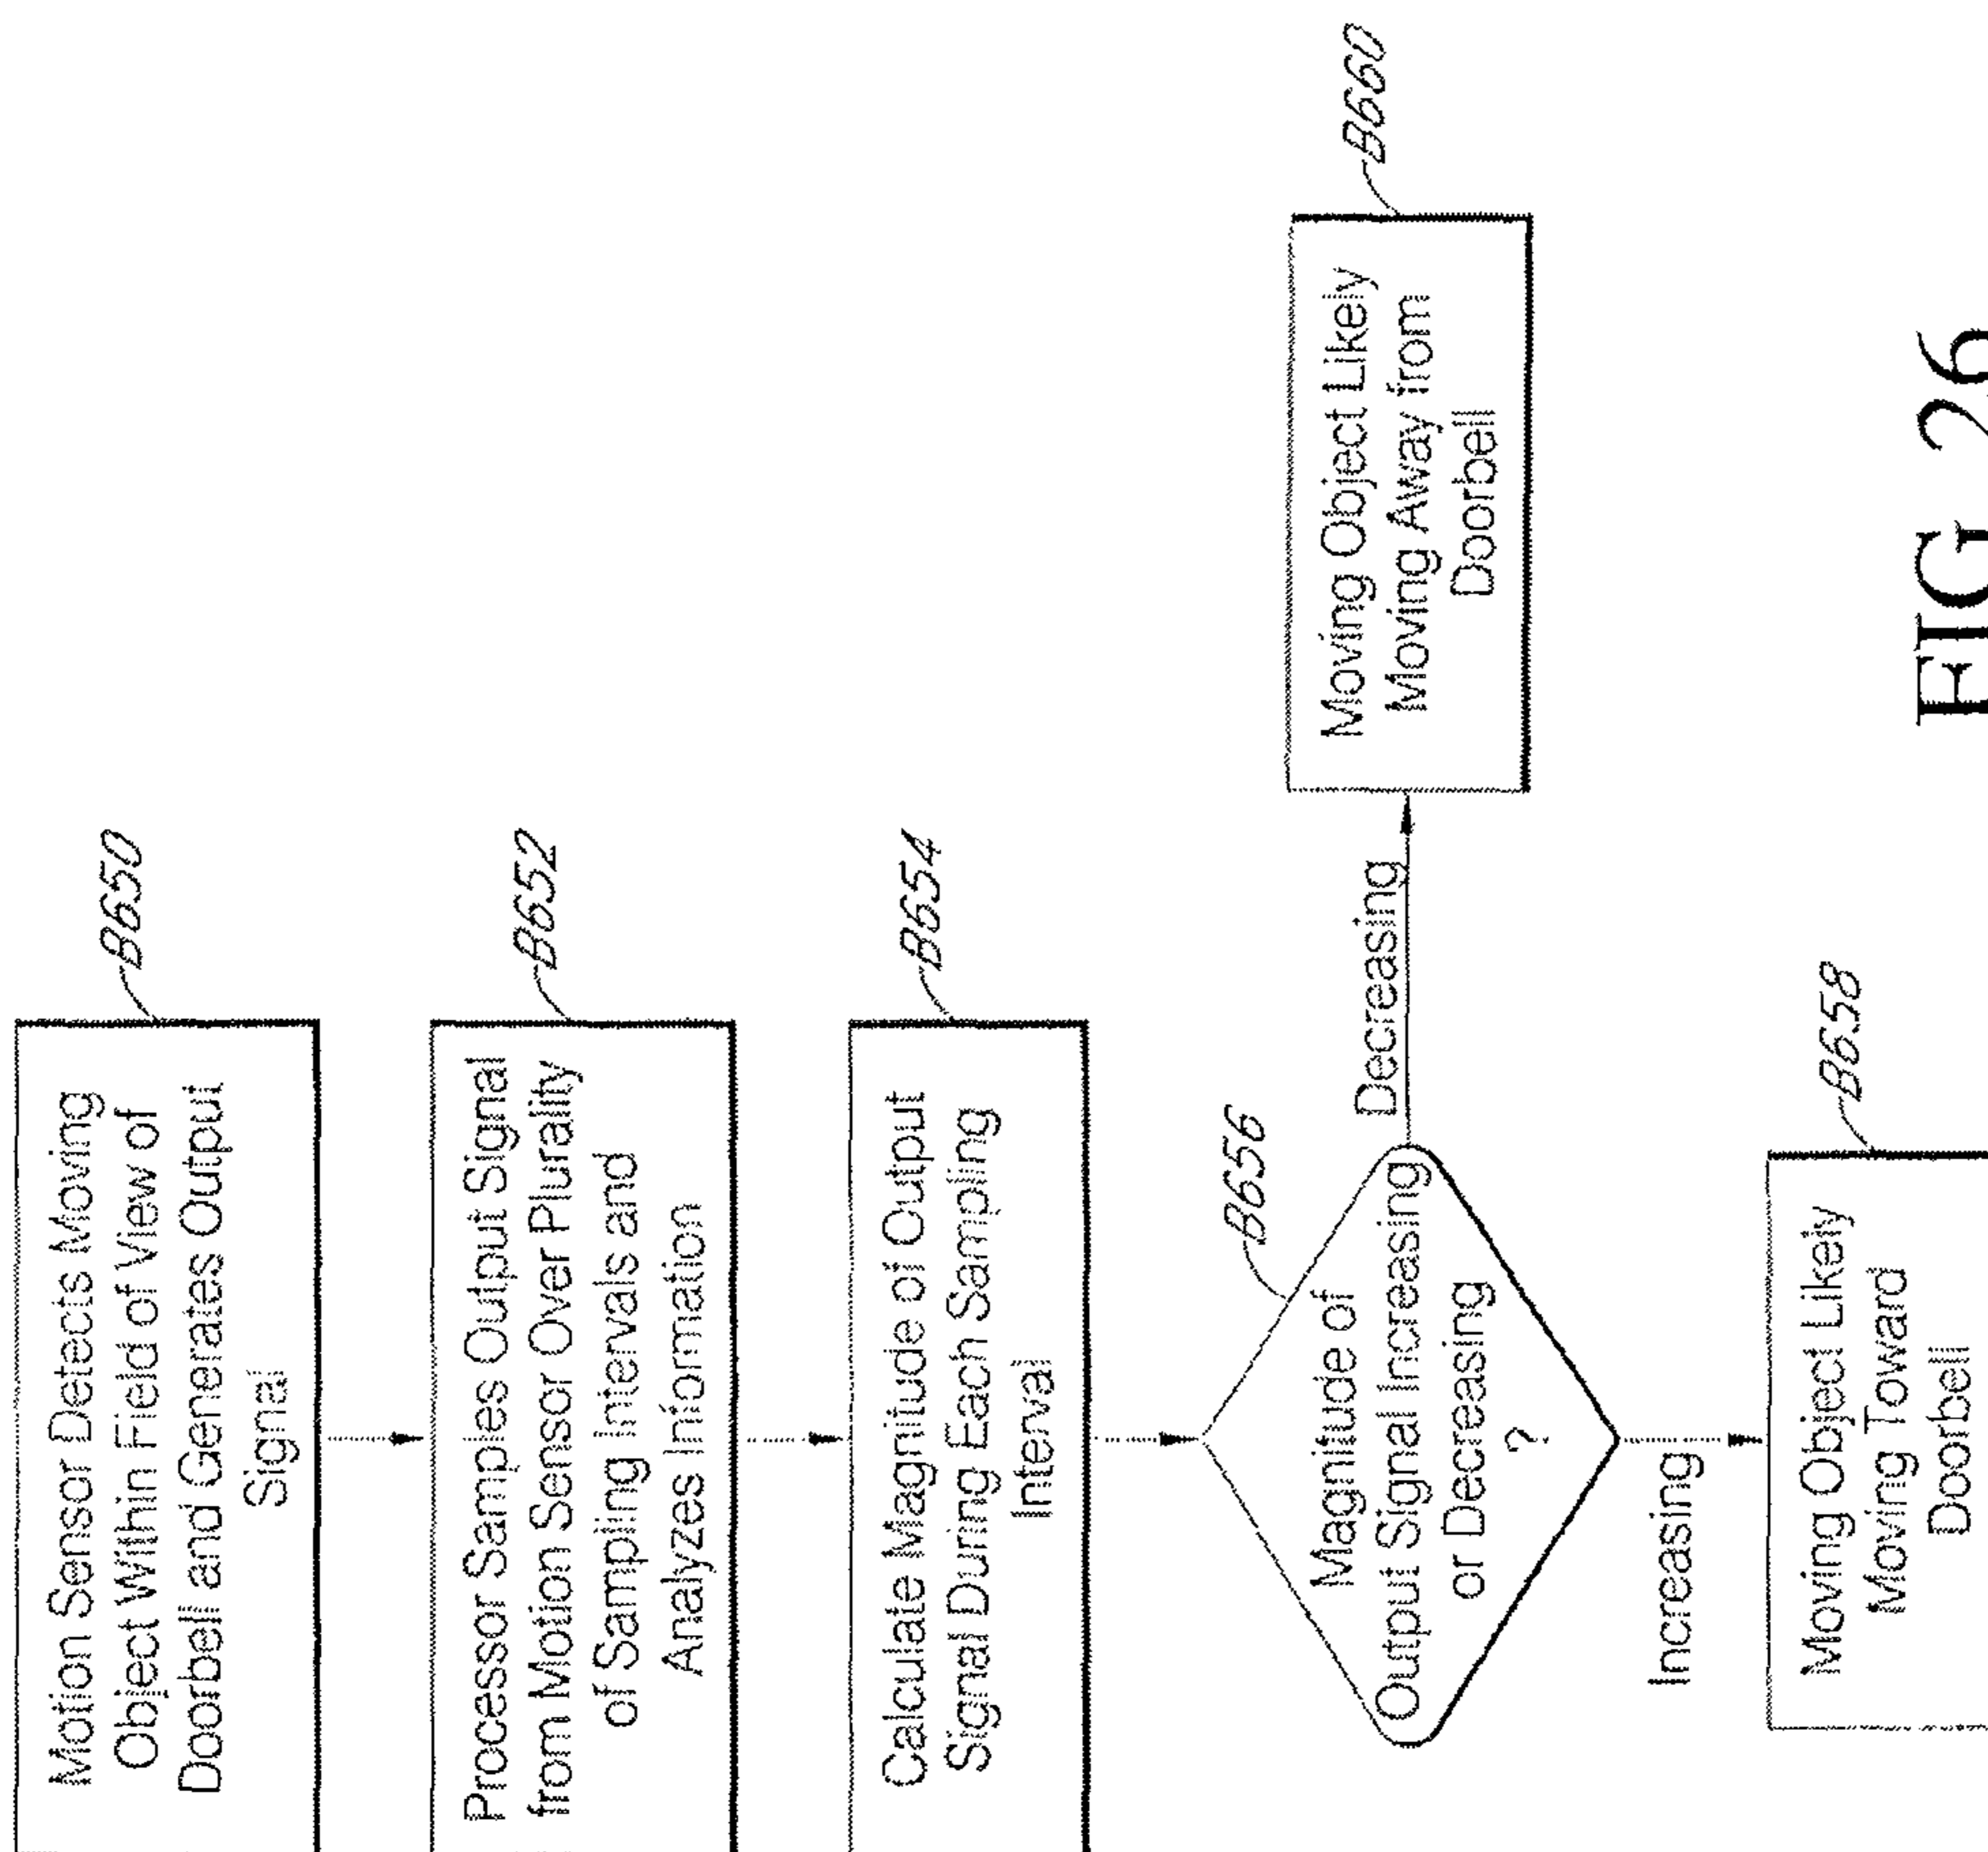 Motion Sensor Detects Moving
Object Within Field of View of
Doorbell and Generates Output
Signal
B650
Processor Samples Output Signal
from Motion Sensor Over Plurality
of Sampling Intervals and
Analyzes Information
B652
Calculate Magnitude of Output
Signal During Each Sampling
Interval
B654
Magnitude of
Output Signal Increasing
or Decreasing
?
B656
Decreasing
Moving Object Likely
Moving Away from
Doorbell
B660
Increasing
Moving Object Likely
Moving Toward
Doorbell
B658
FIG 26